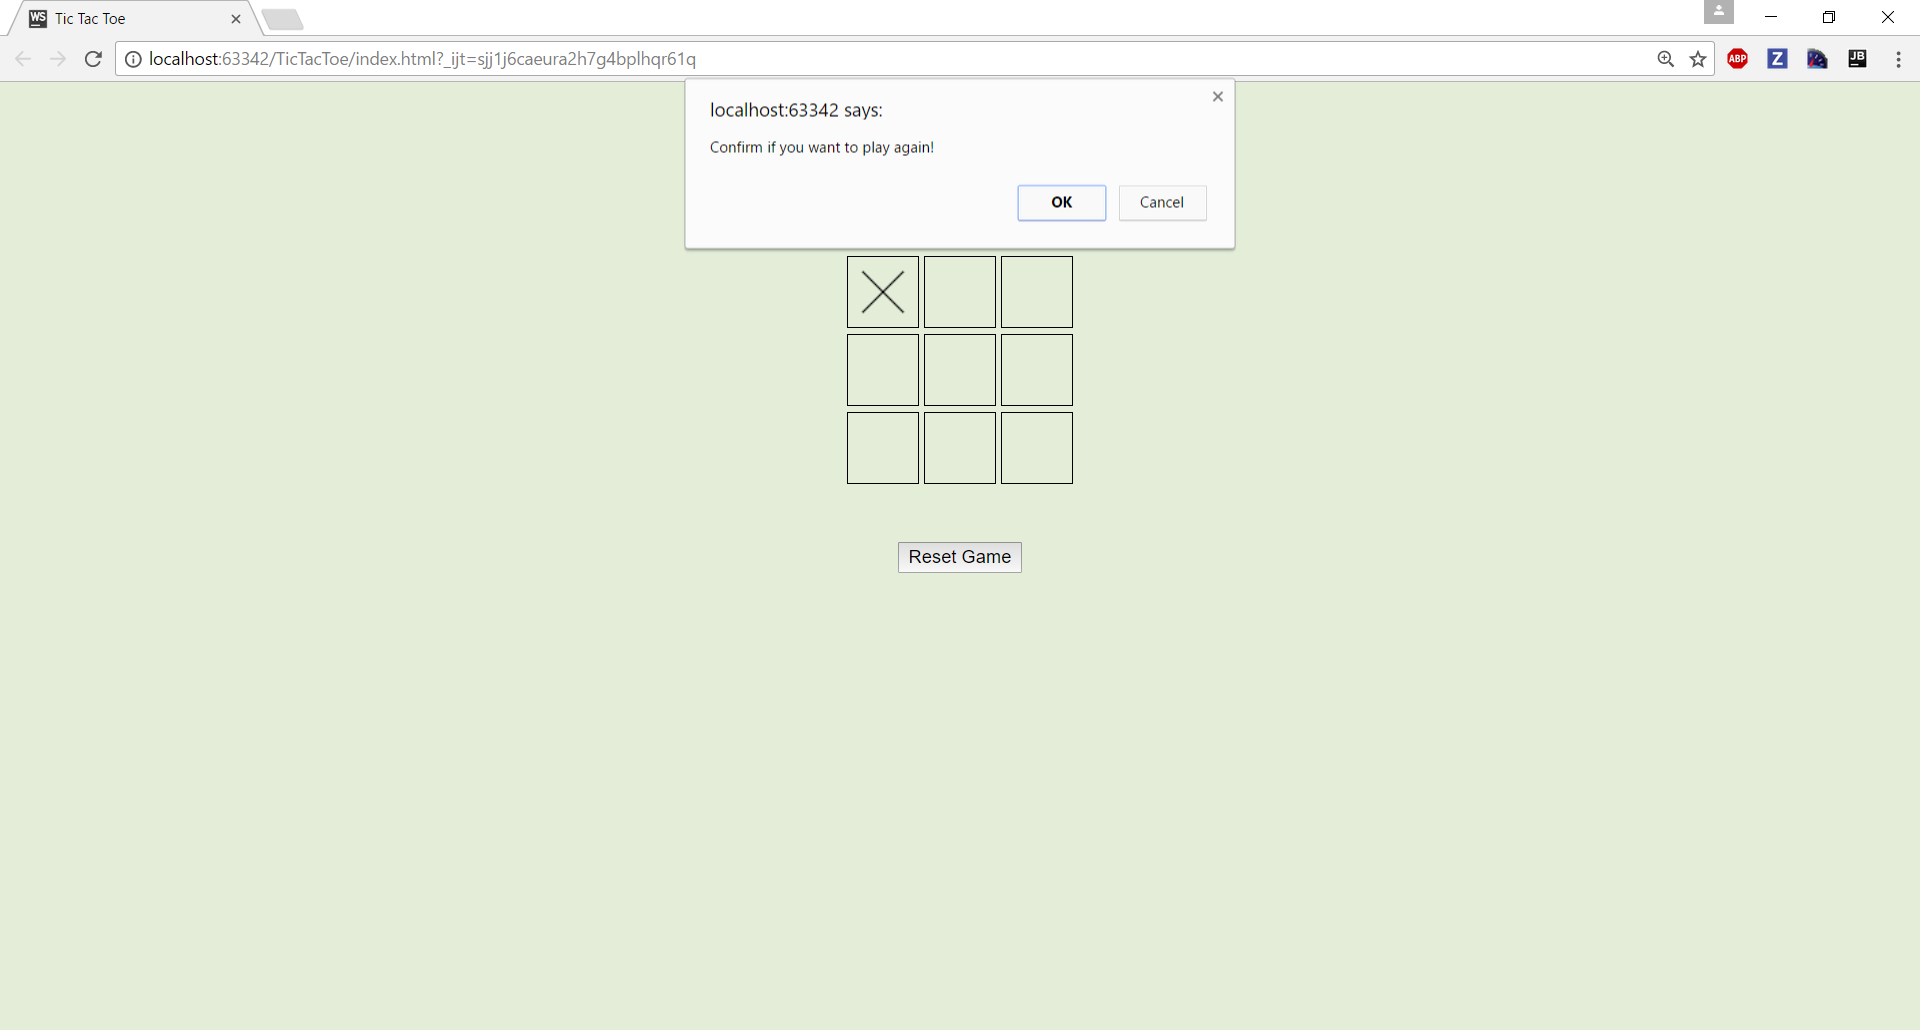 WS Tic Tac Toe
localhost:63342/TicTacToe/index.html?_ijt=sjj1j6caeura2h7g4bplhqr61q
ABP Z JB
localhost:63342 says:
Confirm if you want to play again!
OK Cancel
Reset Game